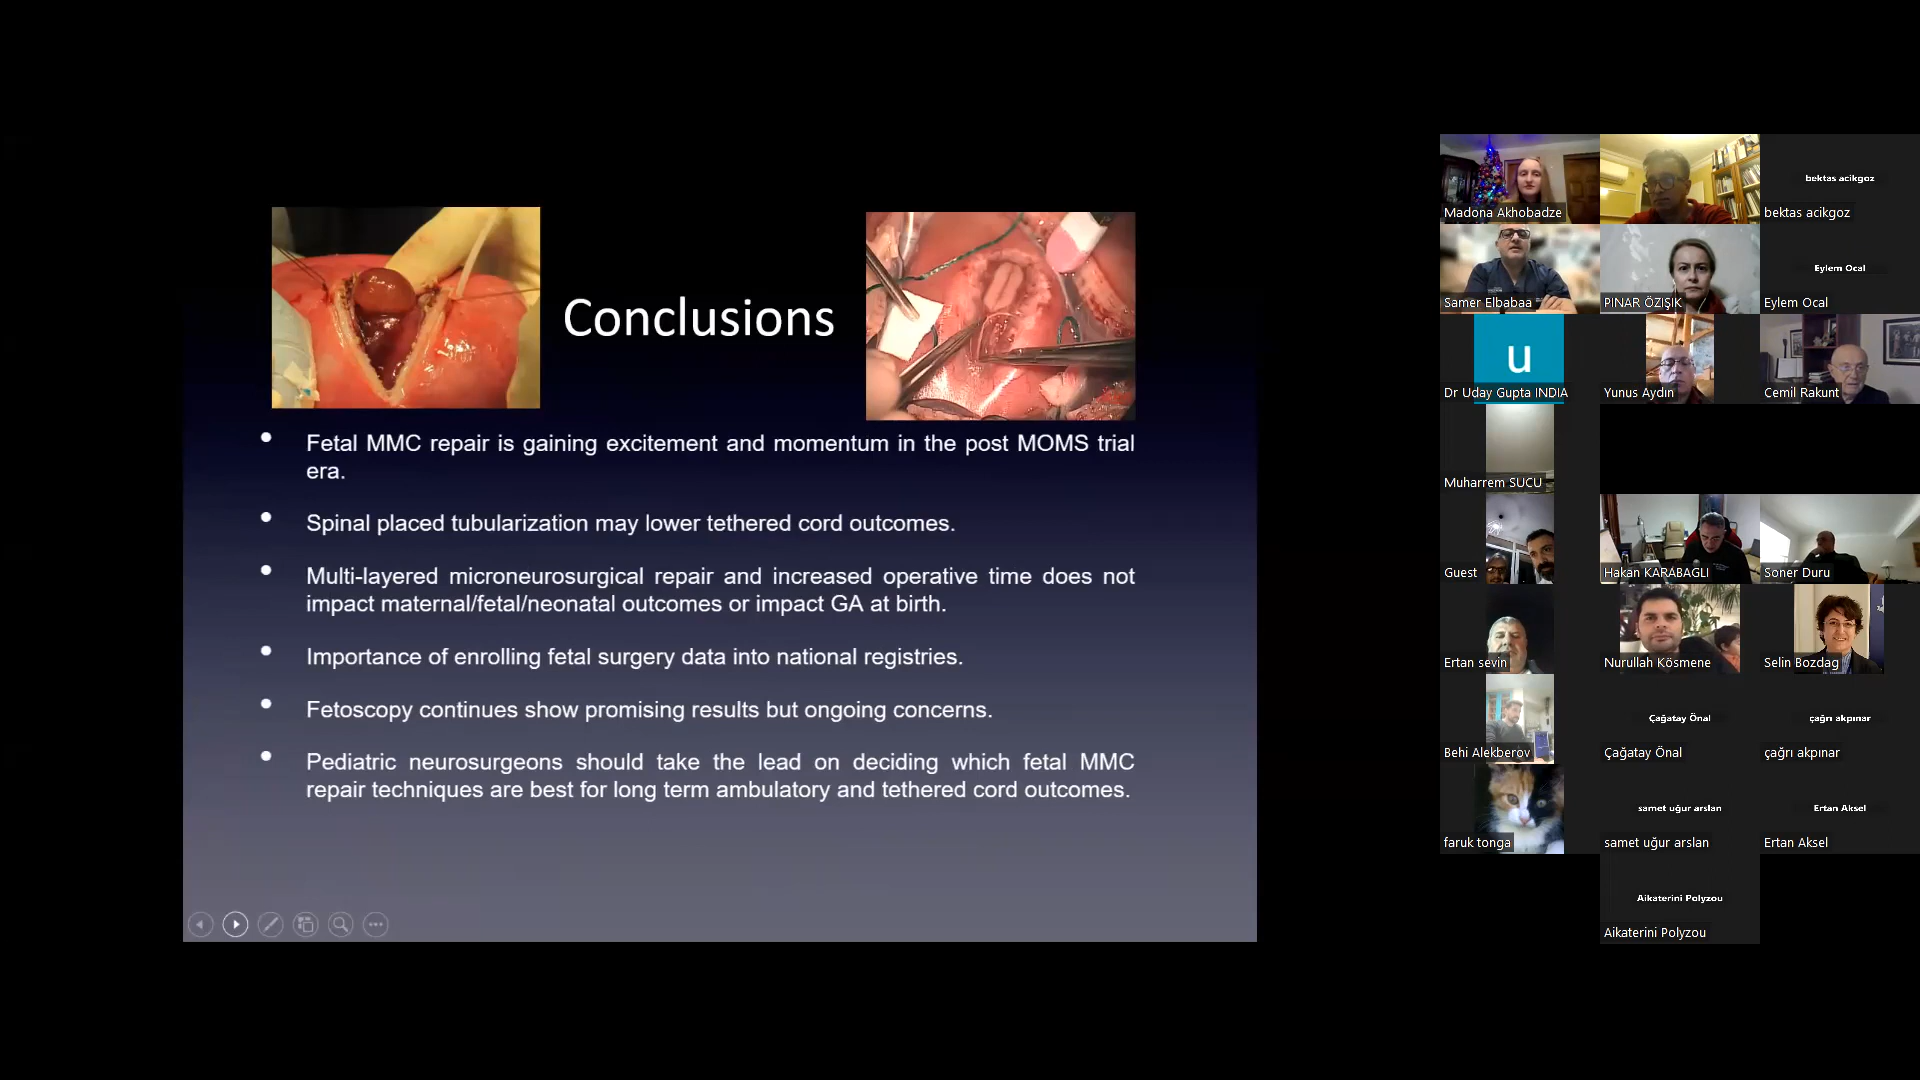 Conclusions
• Fetal MMC repair is gaining excitement and momentum in the post MOMS trial
era.
• Spinal placed tubularization may lower tethered cord outcomes.
• Multi-layered microneurosurgical repair and increased operative time does not
impact maternal/fetal/neonatal outcomes or impact GA at birth.
• Importance of enrolling fetal surgery data into national registries.
• Fetoscopy continues show promising results but ongoing concerns.
• Pediatric neurosurgeons should take the lead on deciding which fetal MMC
repair techniques are best for long term ambulatory and tethered cord outcomes.
Madona Akhobadze
bektas acikgoz
bektas acikgoz
Samer Elbabaa
PINAR ÖZIŞIK
Eylem Ocal
Eylem Ocal
u
Dr Uday Gupta INDIA
Yunus Aydın
Cemil Rakunt
Muharrem SUCU
Guest
Hakan KARABAGLI
Soner Duru
Ertan sevin
Nurullah Kösmene
Selin Bozdag
Behi Alekberov
Çağatay Önal
Çağatay Önal
çağrı akpınar
çağrı akpınar
faruk tonga
samet uğur arslan
samet uğur arslan
Ertan Aksel
Ertan Aksel
Aikaterini Polyzou
Aikaterini Polyzou